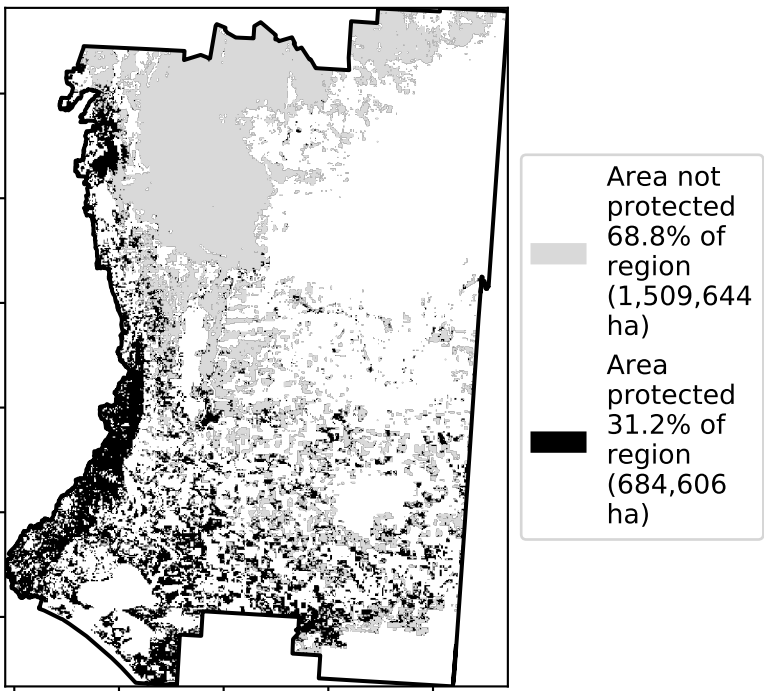 Area not
protected
68.8% of
region
(1,509,644
ha)
Area
protected
31.2% of
region
(684,606
ha)